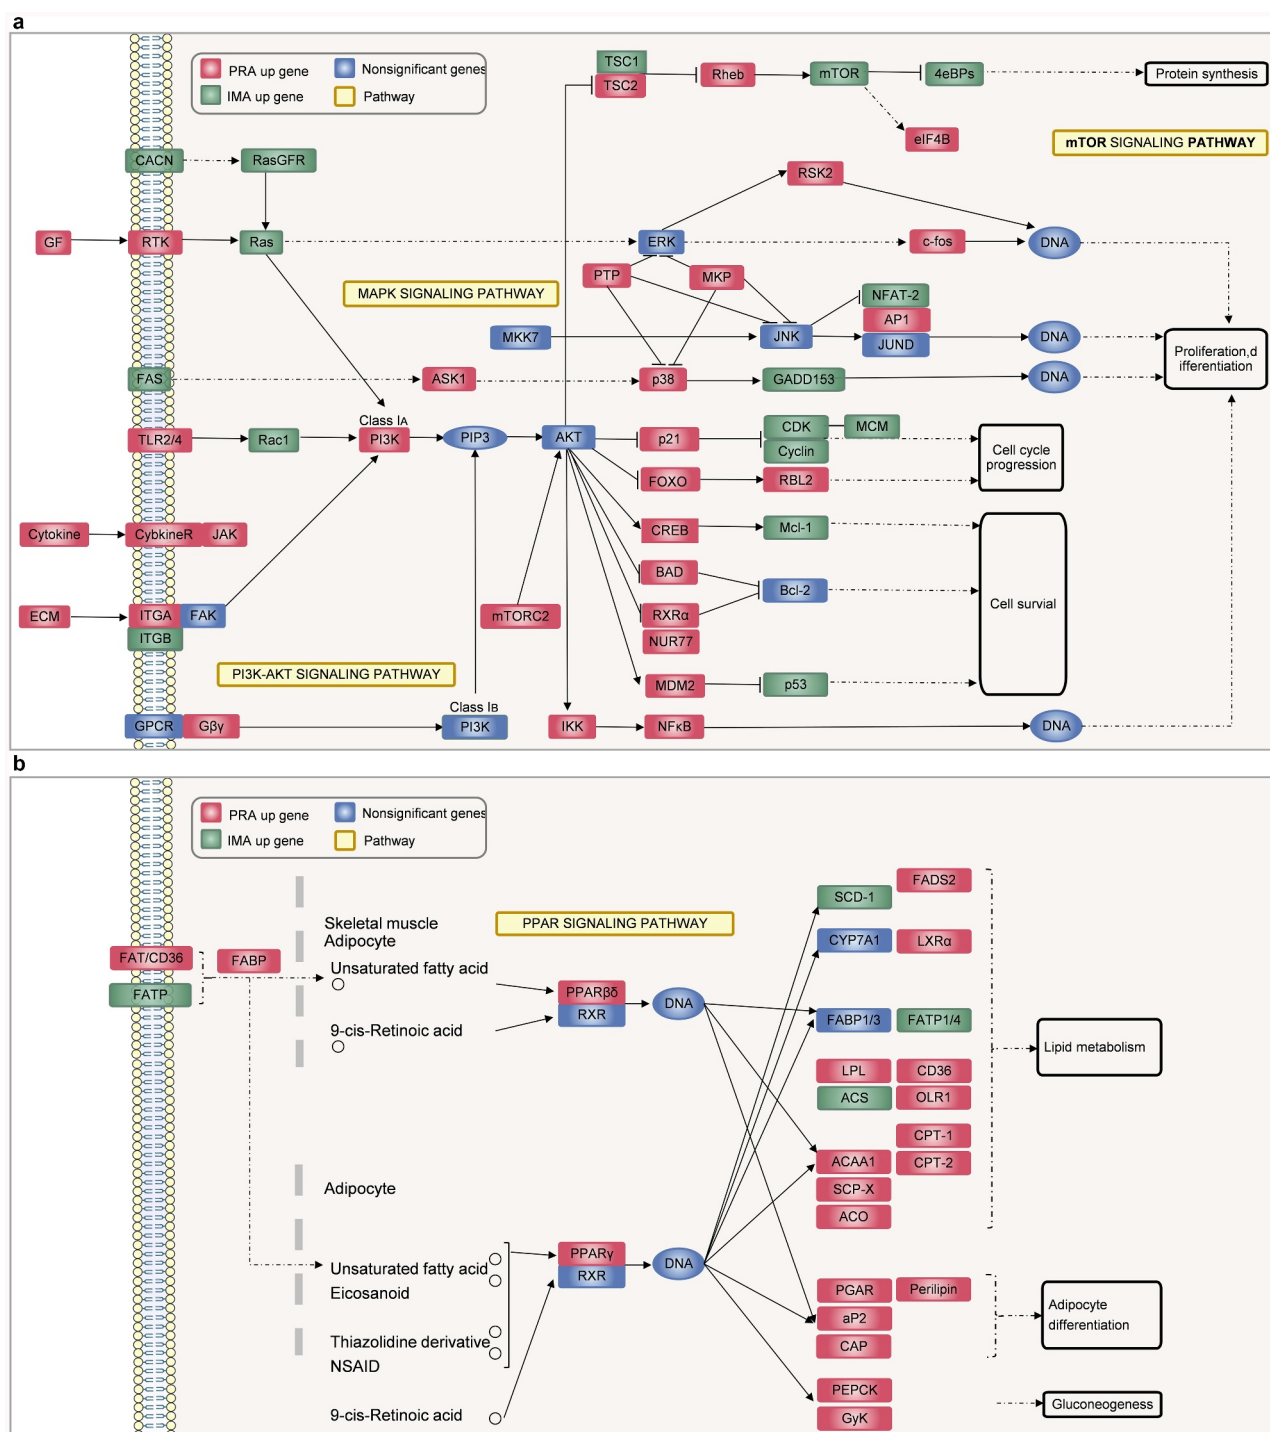 a
PRA up gene
Nonsignificant genes
IMA up gene
Pathway
TSC1
TSC2
Rheb
mTOR
4eBPs
Protein synthesis
eIF4B
mTOR SIGNALING PATHWAY
CACN
RasGFR
RSK2
GF
RTK
Ras
ERK
c-fos
DNA
PTP
MKP
MAPK SIGNALING PATHWAY
NFAT-2
AP1
MKK7
JNK
JUND
DNA
Proliferation,d
ifferentiation
FAS
ASK1
p38
GADD153
DNA
Class IA
TLR2/4
Rac1
PI3K
PIP3
AKT
p21
CDK
MCM
Cyclin
Cell cycle
progression
FOXO
RBL2
Cytokine
CybkineR
JAK
CREB
Mcl-1
BAD
Bcl-2
Cell survial
ECM
ITGA
FAK
mTORC2
RXRα
ITGB
NUR77
PI3K-AKT SIGNALING PATHWAY
MDM2
p53
Class IB
GPCR
Gβγ
PI3K
IKK
NFκB
DNA
b
PRA up gene
Nonsignificant genes
IMA up gene
Pathway
FADS2
SCD-1
Skeletal muscle
Adipocyte
PPAR SIGNALING PATHWAY
CYP7A1
LXRα
FAT/CD36
FABP
Unsaturated fatty acid
FATP
PPARβδ
DNA
RXR
FABP1/3
FATP1/4
9-cis-Retinoic acid
Lipid metabolism
LPL
CD36
ACS
OLR1
CPT-1
ACAA1
CPT-2
Adipocyte
SCP-X
ACO
PPARγ
DNA
Unsaturated fatty acid
RXR
Eicosanoid
PGAR
Perilipin
Adipocyte
differentiation
aP2
Thiazolidine derivative
CAP
NSAID
PEPCK
Gluconeogeness
9-cis-Retinoic acid
GyK